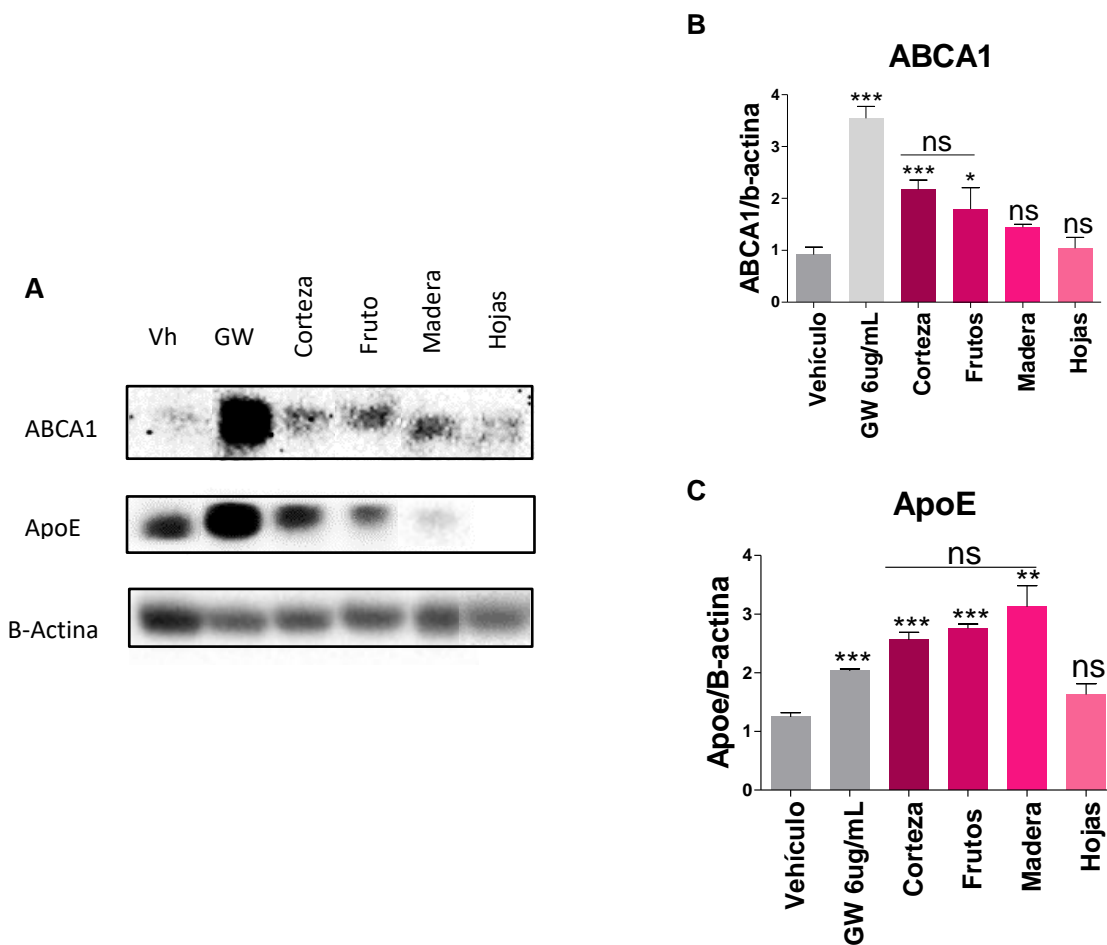 A
Vh
GW
Corteza
Fruto
Madera
Hojas
ABCA1
ApoE
B-Actina
B
ABCA1
ABCA1/b-actina
4
3
2
1
0
***
ns
***
*
ns
ns
Vehículo
GW 6ug/mL
Corteza
Frutos
Madera
Hojas
C
ApoE
Apoe/B-actina
4
3
2
1
0
ns
***
***
***
**
ns
Vehículo
GW 6ug/mL
Corteza
Frutos
Madera
Hojas